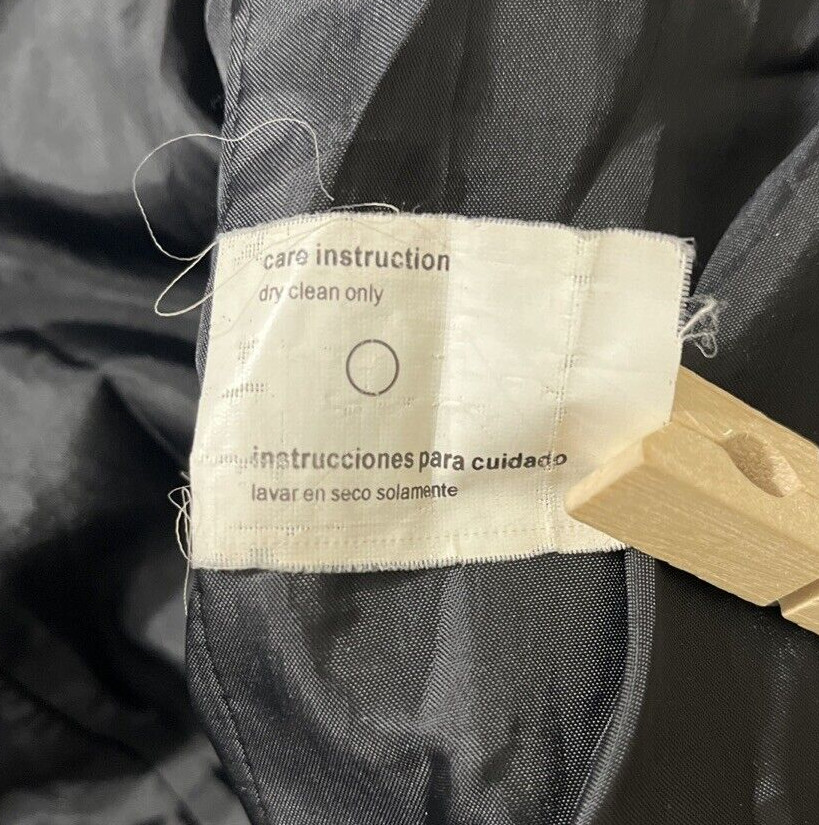 care instruction
dry clean only
instrucciones para cuidado
lavar en seco solamente